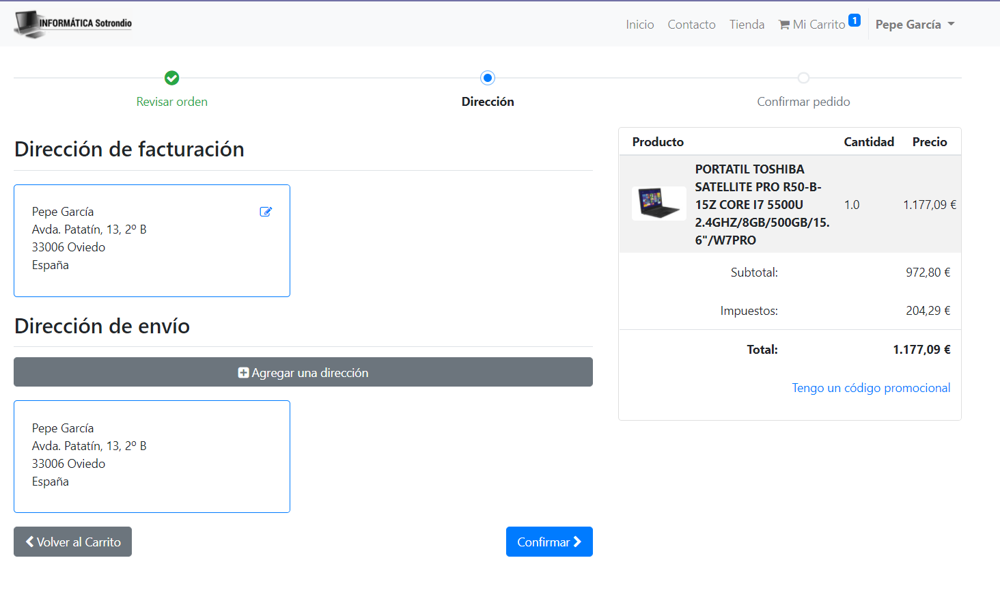 INFORMÁTICA Sotrondio
Inicio Contacto Tienda Mi Carrito 1 Pepe García
Revisar orden
Dirección
Confirmar pedido
Dirección de facturación
Pepe García
Avda. Patatín, 13, 2º B
33006 Oviedo
España
Dirección de envío
Agregar una dirección
Pepe García
Avda. Patatín, 13, 2º B
33006 Oviedo
España
Volver al Carrito
Confirmar
Producto Cantidad Precio
PORTATIL TOSHIBA
SATELLITE PRO R50-B-
15Z CORE I7 5500U
2.4GHZ/8GB/500GB/15.
6"/W7PRO
1.0
1.177,09 €
Subtotal: 972,80 €
Impuestos: 204,29 €
Total: 1.177,09 €
Tengo un código promocional